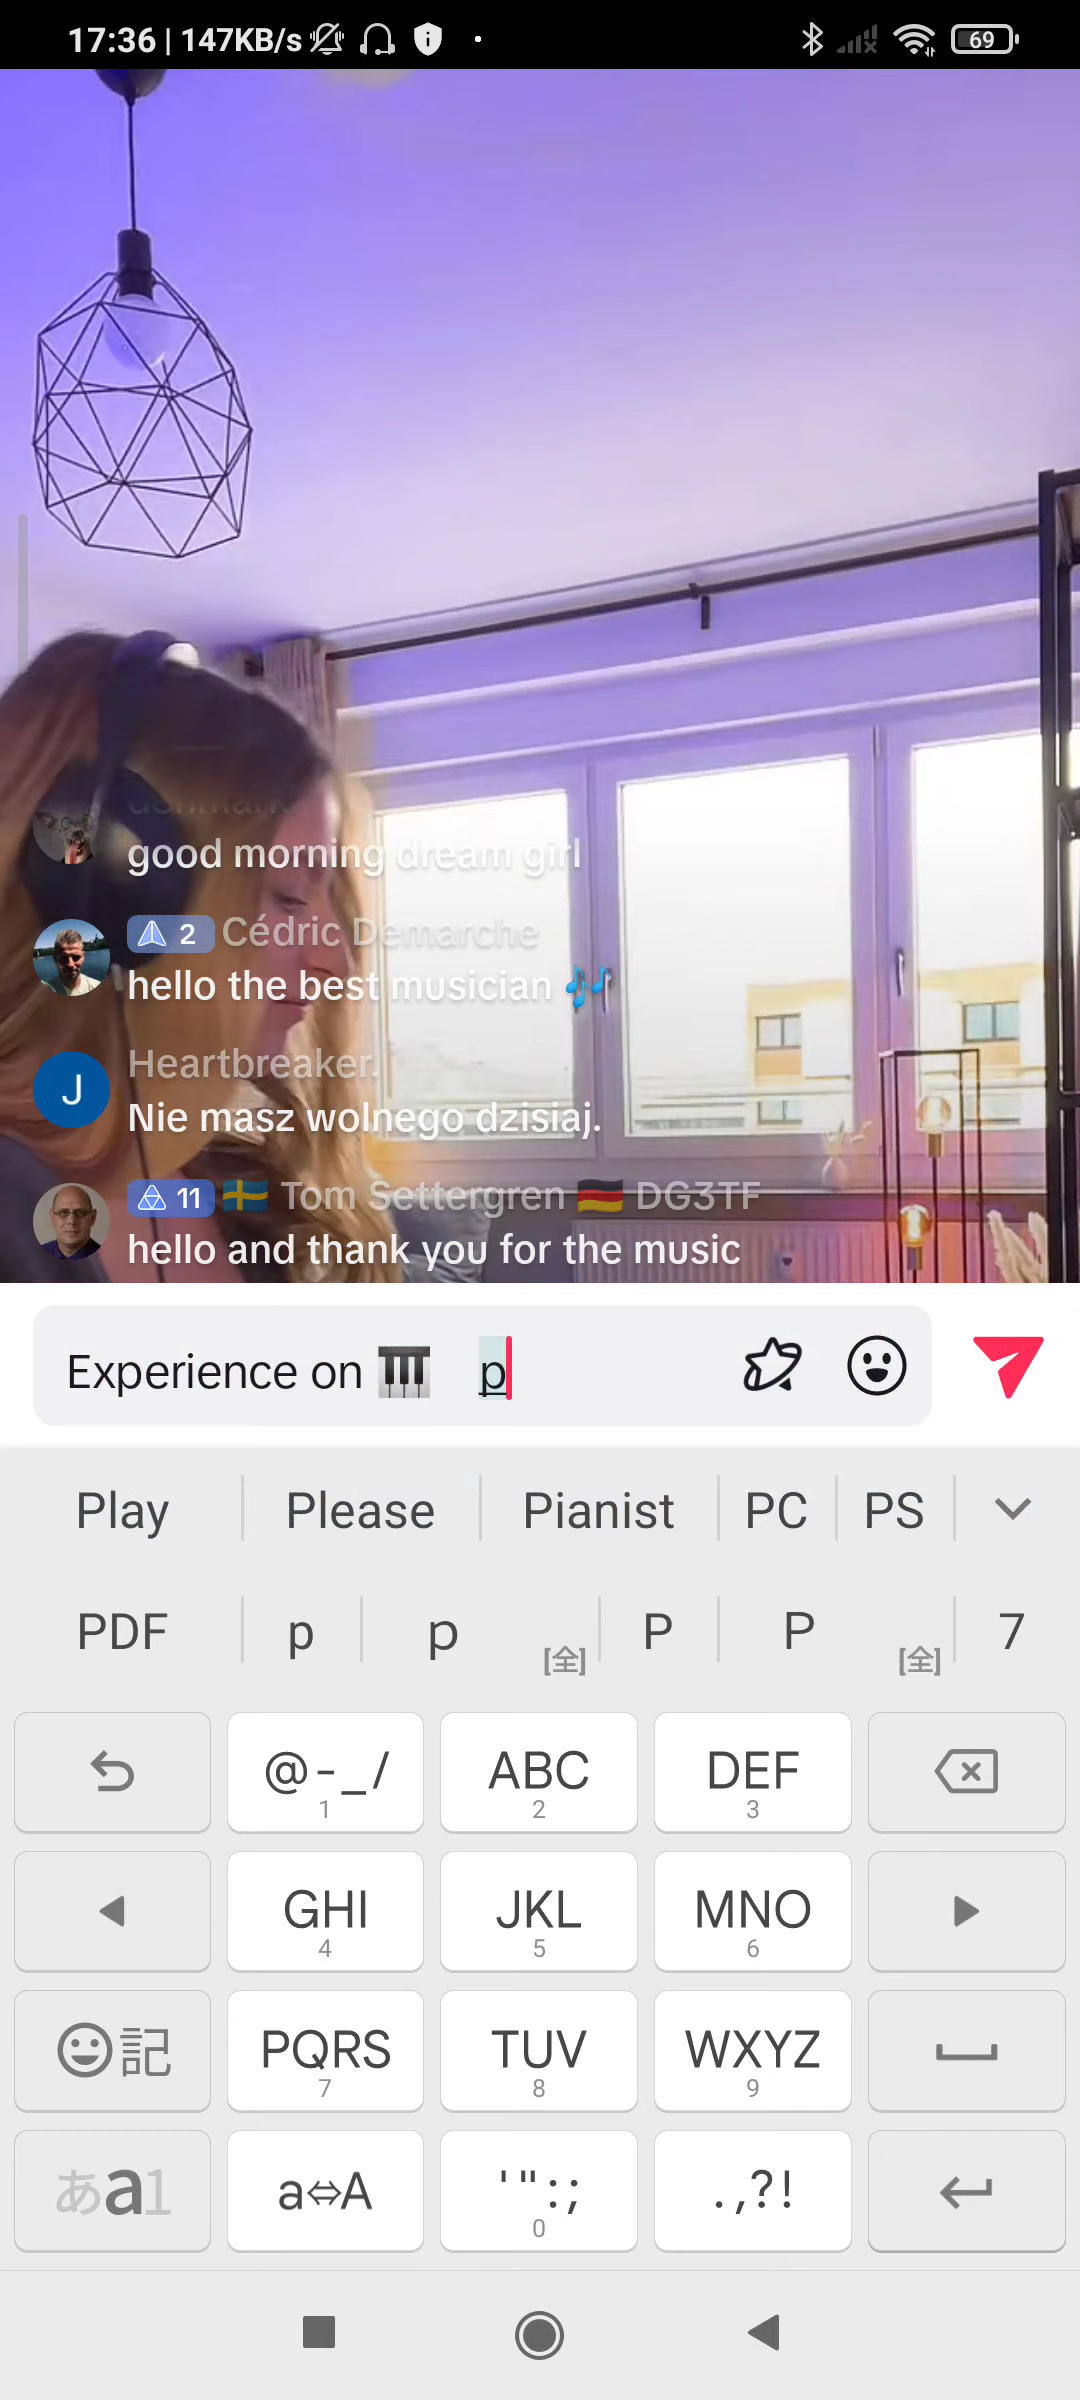 17:36 | 147KB/s
69
good morning dream girl
2 Cédric Demarche
hello the best musician 🎶
J
Heartbreaker.
Nie masz wolnego dzisiaj.
11 🇸🇪 Tom Settergren 🇩🇪 DG3TF
hello and thank you for the music
Experience on 🎹 p
Play Please Pianist PC PS
PDF p p [全] P P [全] 7
@-_/ 1 ABC 2 DEF 3
GHI 4 JKL 5 MNO 6
記 PQRS 7 TUV 8 WXYZ 9
あa1 a⇔A '":; 0 .,?!